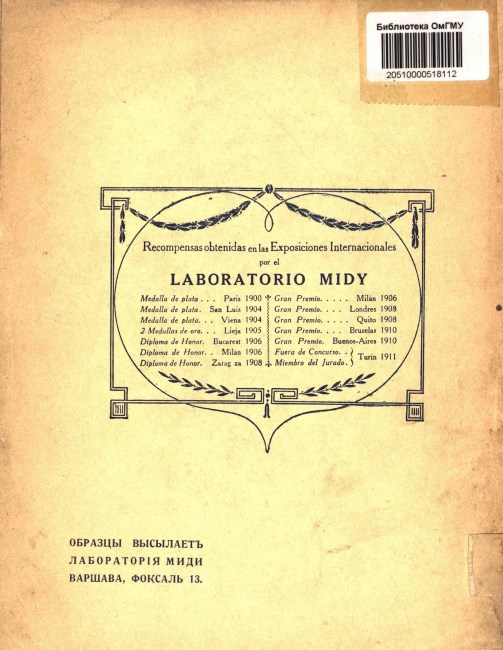 Библиотека ОмГМУ
20510000518112
Recompensas obtenidas en las Exposiciones Internacionales
por el
LABORATORIO MIDY
Medalla de plata . . . Paris 1900
Medalla de plata. San Luis 1904
Medalla de plata. . . Viena 1904
2 Medallas de oro. . . Lieja 1905
Diploma de Honor. Bucarest 1906
Diploma de Honor. . Milan 1906
Diploma de Honor. Zarag za 1908
Gran Premio. . . . . Milán 1906
Gran Premio. . . . Londres 1908
Gran Premio. . . . . Quito 1908
Gran Premio. . . . Bruselas 1910
Gran Premio. Buenos-Aires 1910
Fuera de Concurso. .
Miembro del Jurado. } Turin 1911
ОБРАЗЦЫ ВЫСЫЛАЕТЪ
ЛАБОРАТОРІЯ МИДИ
ВАРШАВА, ФОКСАЛЬ 13.